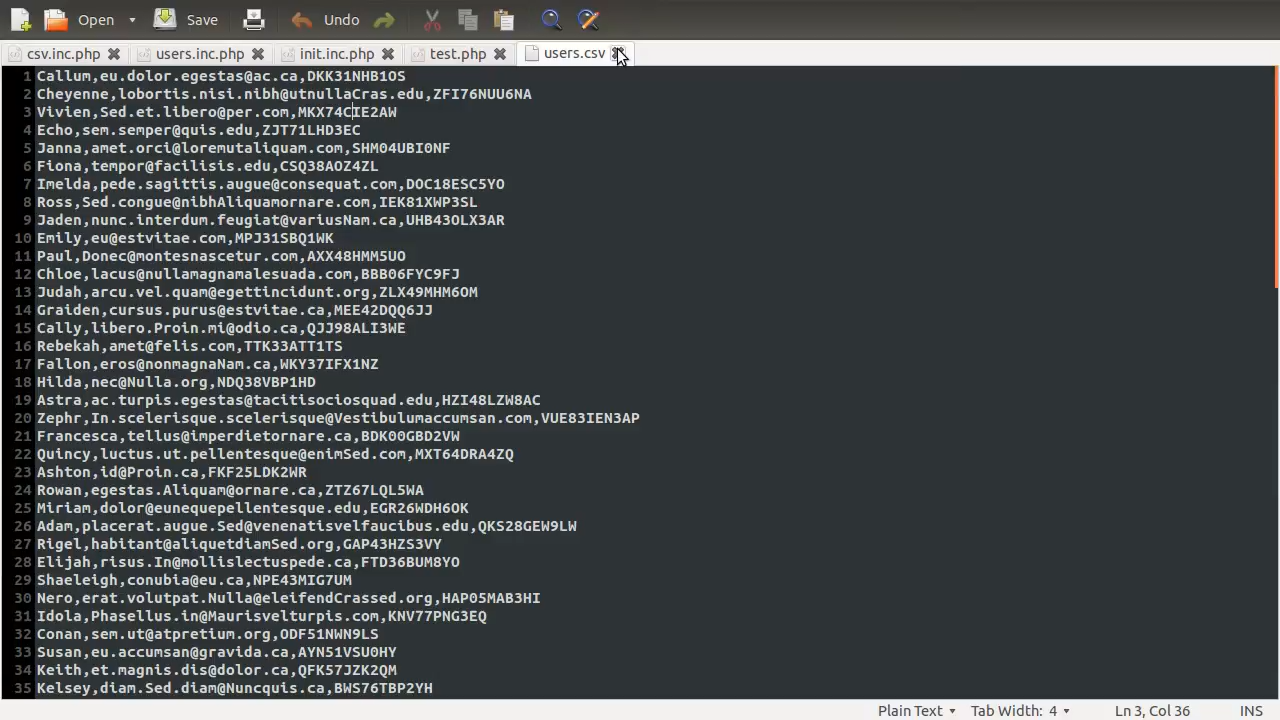 Open Save Undo
csv.inc.php users.inc.php init.inc.php test.php users.csv
1 Callum,eu.dolor.egestas@ac.ca,DKK31NHB1OS
2 Cheyenne,lobortis.nisi.nibh@utnullaCras.edu,ZFI76NUU6NA
3 Vivien,Sed.et.libero@per.com,MKX74CIE2AW
4 Echo,sem.semper@quis.edu,ZJT71LHD3EC
5 Janna,amet.orci@loremutaliquam.com,SHM04UBI0NF
6 Fiona,tempor@facilisis.edu,CSQ38AOZ4ZL
7 Imelda,pede.sagittis.augue@consequat.com,DOC18ESC5YO
8 Ross,Sed.congue@nibhAliquamornare.com,IEK81XWP3SL
9 Jaden,nunc.interdum.feugiat@variusNam.ca,UHB43OLX3AR
10 Emily,eu@estvitae.com,MPJ31SBQ1WK
11 Paul,Donec@montesnascetur.com,AXX48HMM5UO
12 Chloe,lacus@nullamagnamalesuada.com,BBB06FYC9FJ
13 Judah,arcu.vel.quam@egettincidunt.org,ZLX49MHM6OM
14 Graiden,cursus.purus@estvitae.ca,MEE42DQQ6JJ
15 Cally,libero.Proin.mi@odio.ca,QJJ98ALI3WE
16 Rebekah,amet@felis.com,TTK33ATT1TS
17 Fallon,eros@nonmagnaNam.ca,WKY37IFX1NZ
18 Hilda,nec@Nulla.org,NDQ38VBP1HD
19 Astra,ac.turpis.egestas@tacitisociosquad.edu,HZI48LZW8AC
20 Zephr,In.scelerisque.scelerisque@Vestibulumaccumsan.com,VUE83IEN3AP
21 Francesca,tellus@imperdietornare.ca,BDK00GBD2VW
22 Quincy,luctus.ut.pellentesque@enimSed.com,MXT64DRA4ZQ
23 Ashton,id@Proin.ca,FKF25LDK2WR
24 Rowan,egestas.Aliquam@ornare.ca,ZTZ67LQL5WA
25 Miriam,dolor@eunequepellentesque.edu,EGR26WDH6OK
26 Adam,placerat.augue.Sed@venenatisvelfaucibus.edu,QKS28GEW9LW
27 Rigel,habitant@aliquetdiamSed.org,GAP43HZS3VY
28 Elijah,risus.In@mollislectuspede.ca,FTD36BUM8YO
29 Shaeleigh,conubia@eu.ca,NPE43MIG7UM
30 Nero,erat.volutpat.Nulla@eleifendCrassed.org,HAP05MAB3HI
31 Idola,Phasellus.in@Maurisvelturpis.com,KNV77PNG3EQ
32 Conan,sem.ut@atpretium.org,ODF51NWN9LS
33 Susan,eu.accumsan@gravida.ca,AYN51VSU0HY
34 Keith,et.magnis.dis@dolor.ca,QFK57JZK2QM
35 Kelsey,diam.Sed.diam@Nuncquis.ca,BWS76TBP2YH
Plain Text Tab Width: 4 Ln 3, Col 36 INS